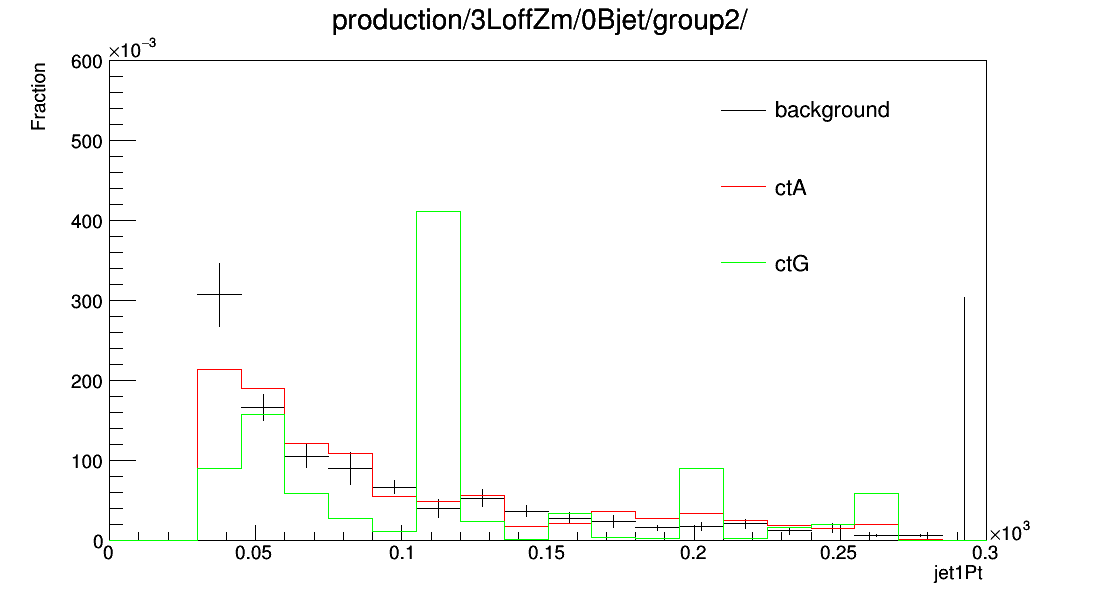 production/3LoffZm/0Bjet/group2/
×10⁻³
Fraction
600
500
400
300
200
100
0
background
ctA
ctG
0 0.05 0.1 0.15 0.2 0.25 0.3
×10³
jet1Pt